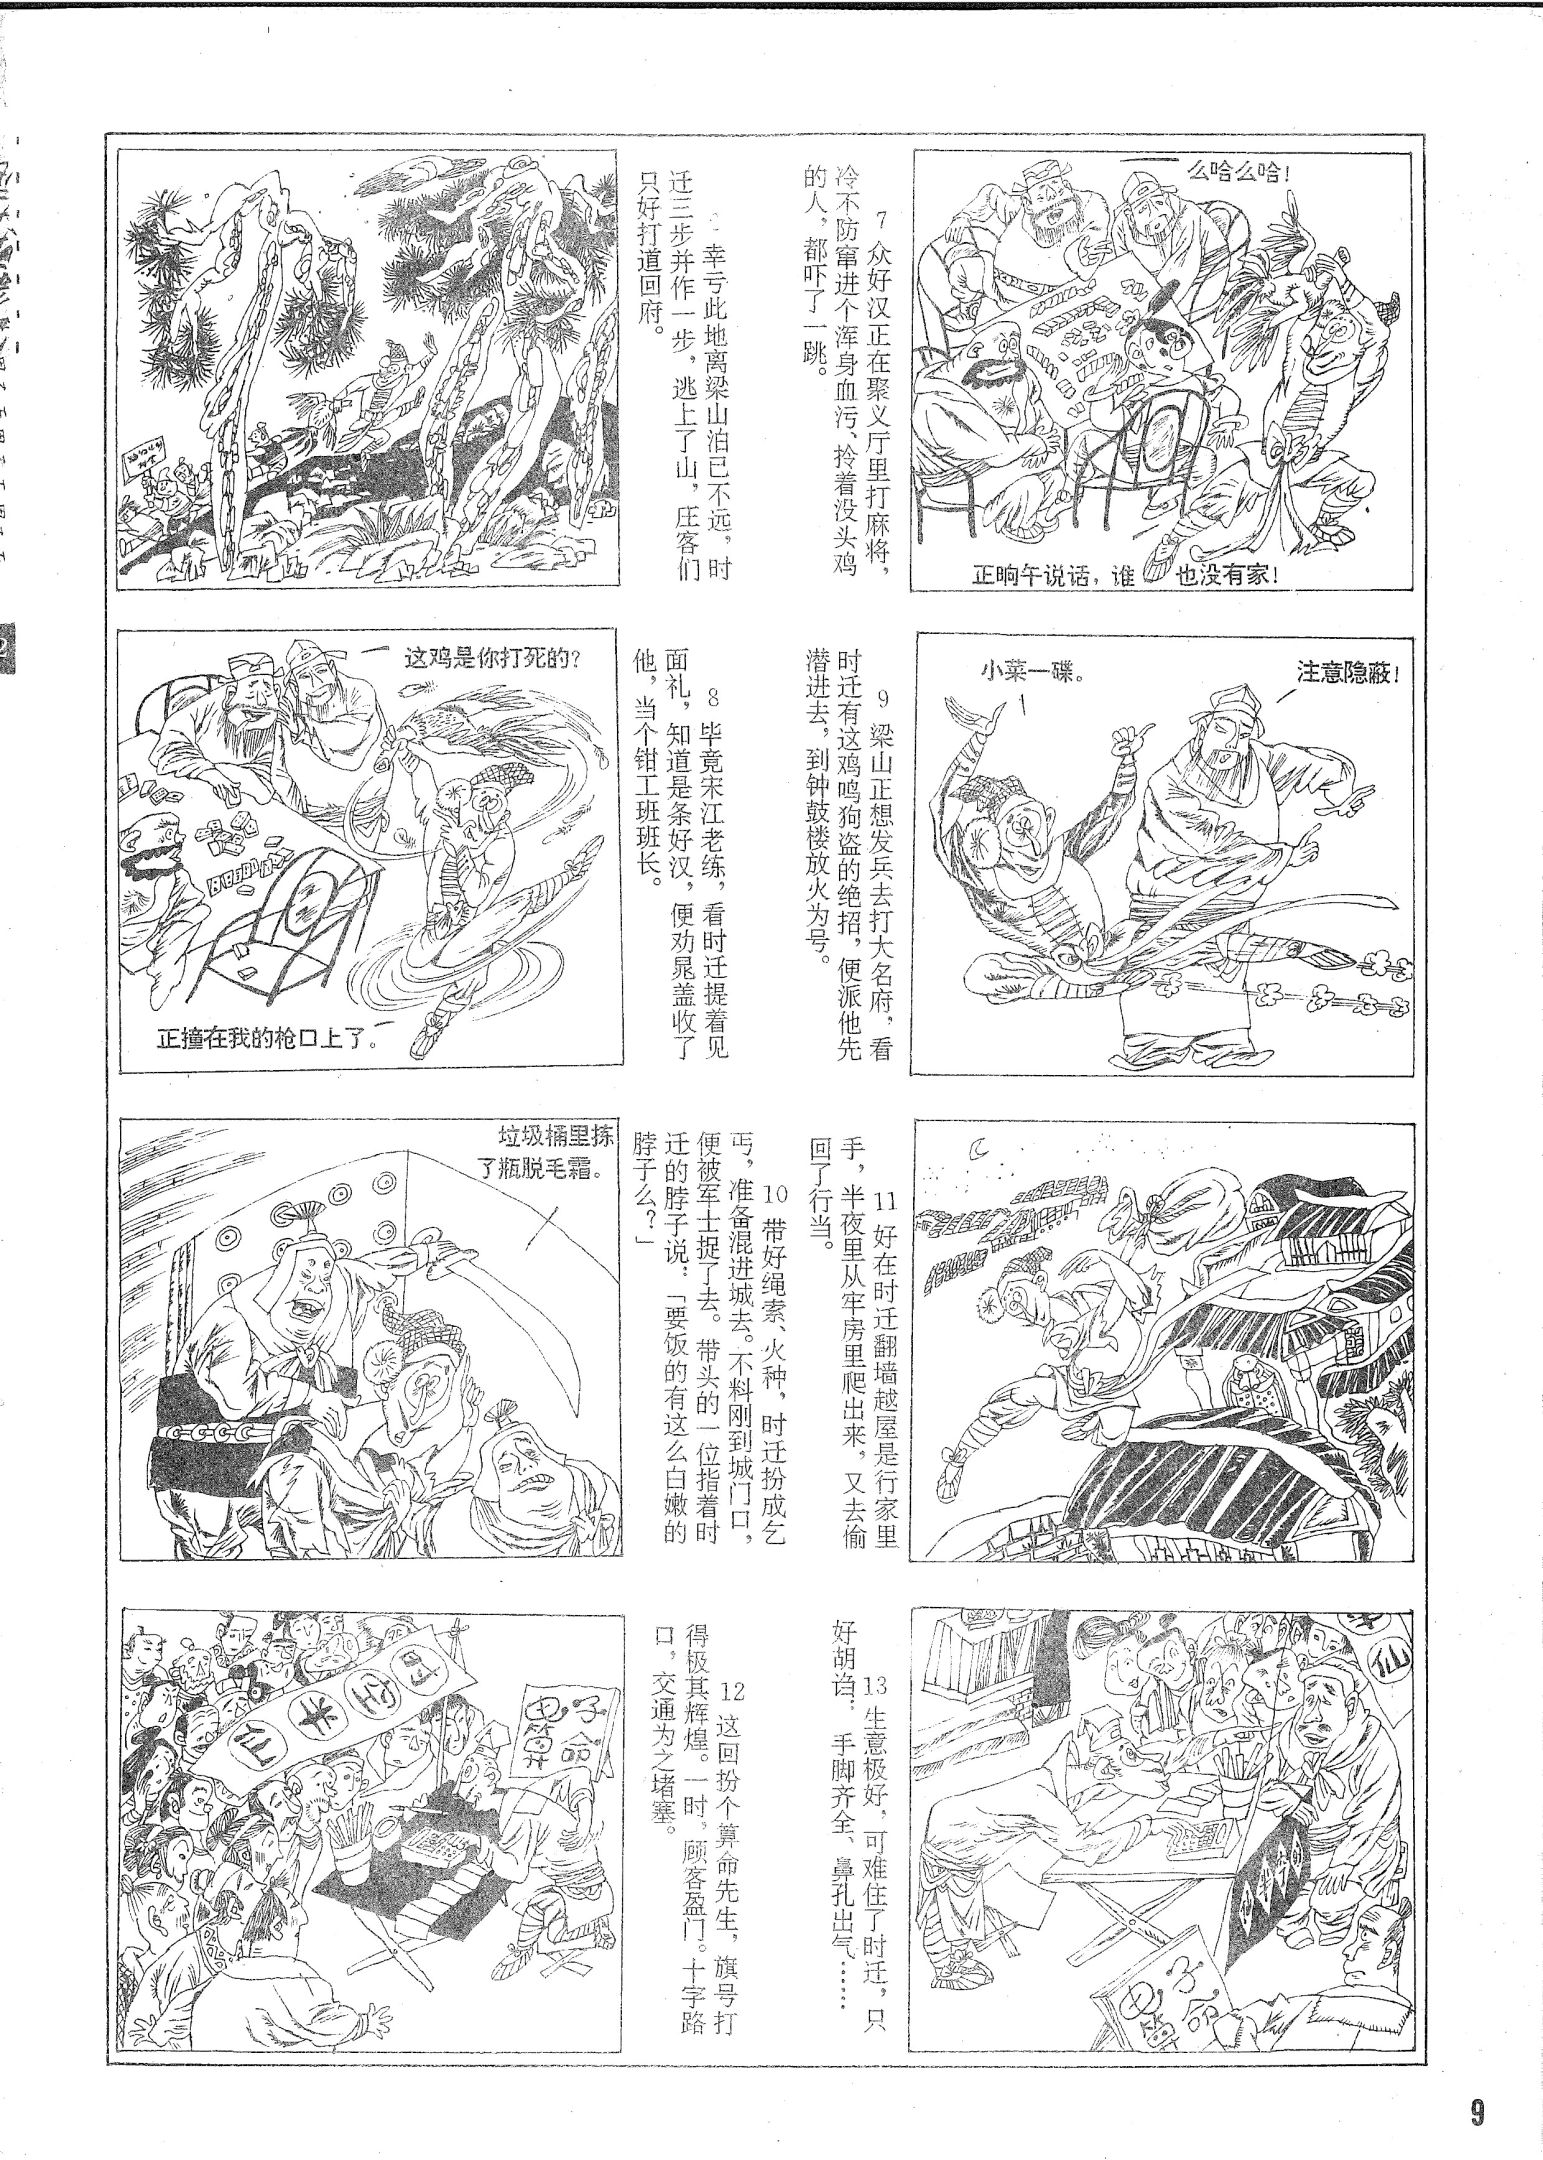 幸亏此地离梁山泊已不远，时
迁三步并作一步，逃上了山，庄客们
只好打道回府。
么哈么哈！
正晌午说话，谁也没有家！
7 众好汉正在聚义厅里打麻将，
冷不防窜进个浑身血污、拎着没头鸡
的人，都吓了一跳。
这鸡是你打死的？
正撞在我的枪口上了。
8 毕竟宋江老练，看时迁提着见
面礼，知道是条好汉，便劝晁盖收了
他，当个钳工班班长。
小菜一碟。
注意隐蔽！
9 梁山正想发兵去打大名府，看
时迁有这鸡鸣狗盗的绝招，便派他先
潜进去，到钟鼓楼放火为号。
垃圾桶里拣
了瓶脱毛霜。
10 带好绳索、火种，时迁扮成乞
丐，准备混进城去。不料刚到城门口，
便被军士捉了去。带头的一位指着时
迁的脖子说：「要饭的有这么白嫩的
脖子么？」
11 好在时迁翻墙越屋是行家里
手，半夜里从牢房里爬出来，又去偷
回了行当。
时空半仙
电子
算命
12 这回扮个算命先生，旗号打
得极其辉煌。一时，顾客盈门。十字路
口，交通为之堵塞。
半仙
电子
算命
13 生意极好，可难住了时迁，只
好胡诌：手脚齐全、鼻孔出气……
9